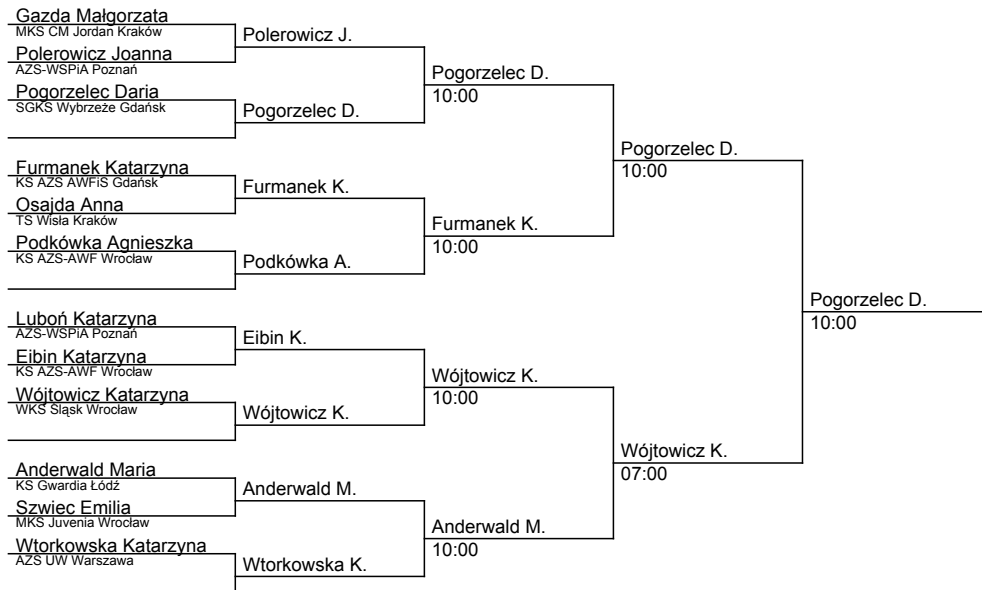 Gazda Małgorzata
MKS CM Jordan Kraków
Polerowicz J.
Polerowicz Joanna
AZS-WSPiA Poznań
Pogorzelec D.
10:00
Pogorzelec Daria
SGKS Wybrzeże Gdańsk
Pogorzelec D.
Pogorzelec D.
10:00
Furmanek Katarzyna
KS AZS AWFiS Gdańsk
Furmanek K.
Osajda Anna
TS Wisła Kraków
Furmanek K.
10:00
Podkówka Agnieszka
KS AZS-AWF Wrocław
Podkówka A.
Pogorzelec D.
10:00
Luboń Katarzyna
AZS-WSPiA Poznań
Eibin K.
Eibin Katarzyna
KS AZS-AWF Wrocław
Wójtowicz K.
10:00
Wójtowicz Katarzyna
WKS Śląsk Wrocław
Wójtowicz K.
Wójtowicz K.
07:00
Anderwald Maria
KS Gwardia Łódź
Anderwald M.
Szwiec Emilia
MKS Juvenia Wrocław
Anderwald M.
10:00
Wtorkowska Katarzyna
AZS UW Warszawa
Wtorkowska K.